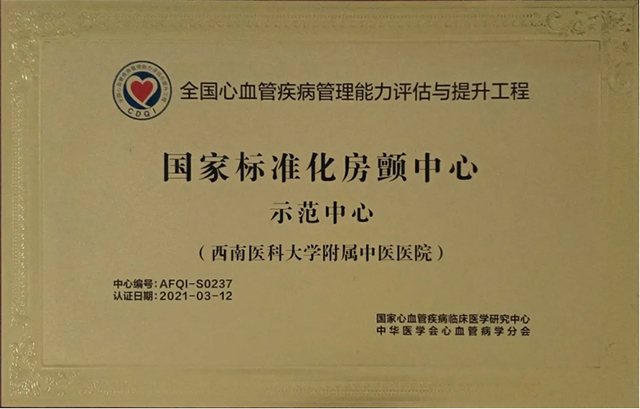 全国心血管疾病管理能力评估与提升工程
CDQI
国家标准化房颤中心
示范中心
（西南医科大学附属中医医院）
中心编号：AFQI-S0237
认证日期：2021-03-12
国家心血管疾病临床医学研究中心
中华医学会心血管病学分会